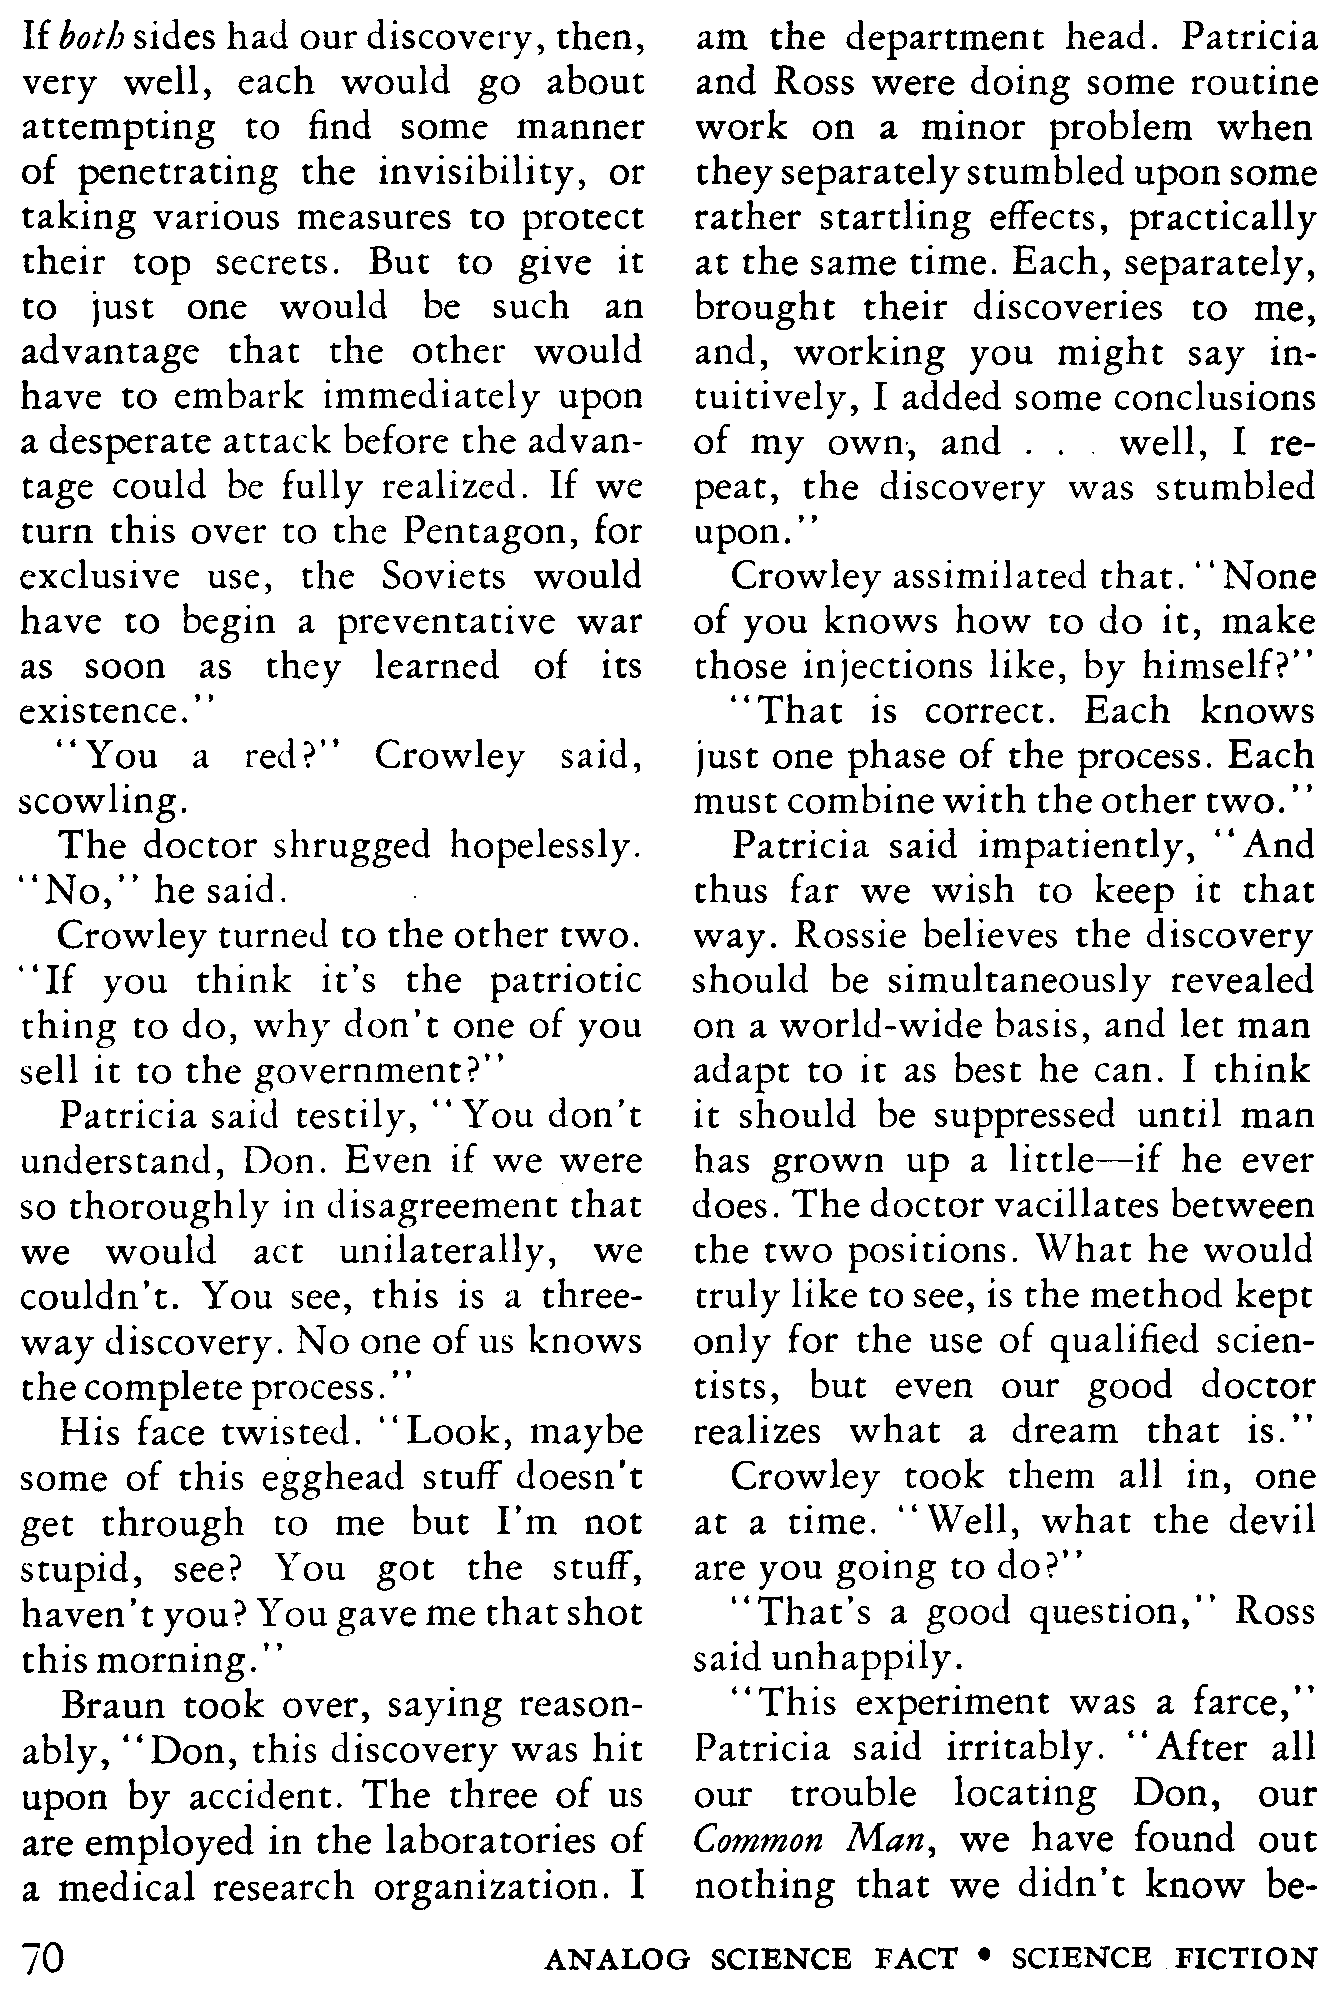 If both sides had our discovery, then,
very well, each would go about
attempting to find some manner
of penetrating the invisibility, or
taking various measures to protect
their top secrets. But to give it
to just one would be such an
advantage that the other would
have to embark immediately upon
a desperate attack before the advan-
tage could be fully realized. If we
turn this over to the Pentagon, for
exclusive use, the Soviets would
have to begin a preventative war
as soon as they learned of its
existence."
"You a red?" Crowley said,
scowling.
The doctor shrugged hopelessly.
"No," he said.
Crowley turned to the other two.
"If you think it's the patriotic
thing to do, why don't one of you
sell it to the government?"
Patricia said testily, "You don't
understand, Don. Even if we were
so thoroughly in disagreement that
we would act unilaterally, we
couldn't. You see, this is a three-
way discovery. No one of us knows
the complete process."
His face twisted. "Look, maybe
some of this egghead stuff doesn't
get through to me but I'm not
stupid, see? You got the stuff,
haven't you? You gave me that shot
this morning."
Braun took over, saying reason-
ably, "Don, this discovery was hit
upon by accident. The three of us
are employed in the laboratories of
a medical research organization. I
am the department head. Patricia
and Ross were doing some routine
work on a minor problem when
they separately stumbled upon some
rather startling effects, practically
at the same time. Each, separately,
brought their discoveries to me,
and, working you might say in-
tuitively, I added some conclusions
of my own, and . . . well, I re-
peat, the discovery was stumbled
upon."
Crowley assimilated that. "None
of you knows how to do it, make
those injections like, by himself?"
"That is correct. Each knows
just one phase of the process. Each
must combine with the other two."
Patricia said impatiently, "And
thus far we wish to keep it that
way. Rossie believes the discovery
should be simultaneously revealed
on a world-wide basis, and let man
adapt to it as best he can. I think
it should be suppressed until man
has grown up a little—if he ever
does. The doctor vacillates between
the two positions. What he would
truly like to see, is the method kept
only for the use of qualified scien-
tists, but even our good doctor
realizes what a dream that is."
Crowley took them all in, one
at a time. "Well, what the devil
are you going to do?"
"That's a good question," Ross
said unhappily.
"This experiment was a farce,"
Patricia said irritably. "After all
our trouble locating Don, our
Common Man, we have found out
nothing that we didn't know be-
70
ANALOG SCIENCE FACT • SCIENCE FICTION